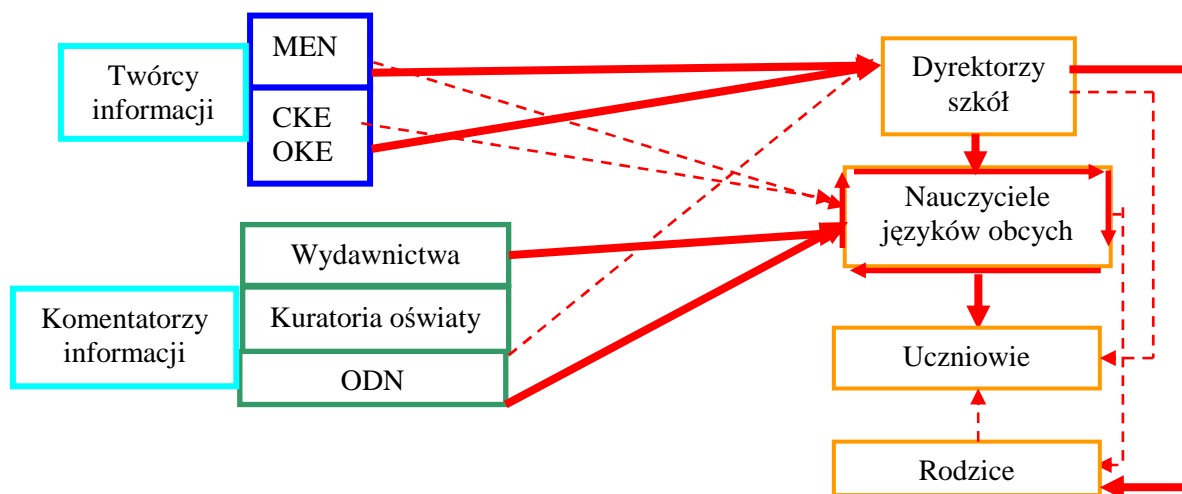 MEN
Twórcy
informacji
CKE
OKE
Dyrektorzy
szkół
Nauczyciele
języków obcych
Wydawnictwa
Kuratoria oświaty
Komentatorzy
informacji
ODN
Uczniowie
Rodzice